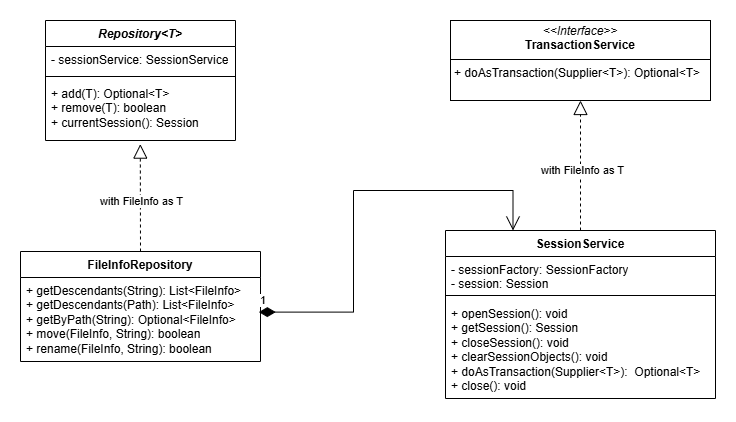 Repository<T>
- sessionService: SessionService
+ add(T): Optional<T>
+ remove(T): boolean
+ currentSession(): Session
<<Interface>>
TransactionService
+ doAsTransaction(Supplier<T>): Optional<T>
with FileInfo as T
with FileInfo as T
FileInfoRepository
+ getDescendants(String): List<FileInfo>
+ getDescendants(Path): List<FileInfo>
+ getByPath(String): Optional<FileInfo>
+ move(FileInfo, String): boolean
+ rename(FileInfo, String): boolean
1
SessionService
- sessionFactory: SessionFactory
- session: Session
+ openSession(): void
+ getSession(): Session
+ closeSession(): void
+ clearSessionObjects(): void
+ doAsTransaction(Supplier<T>): Optional<T>
+ close(): void